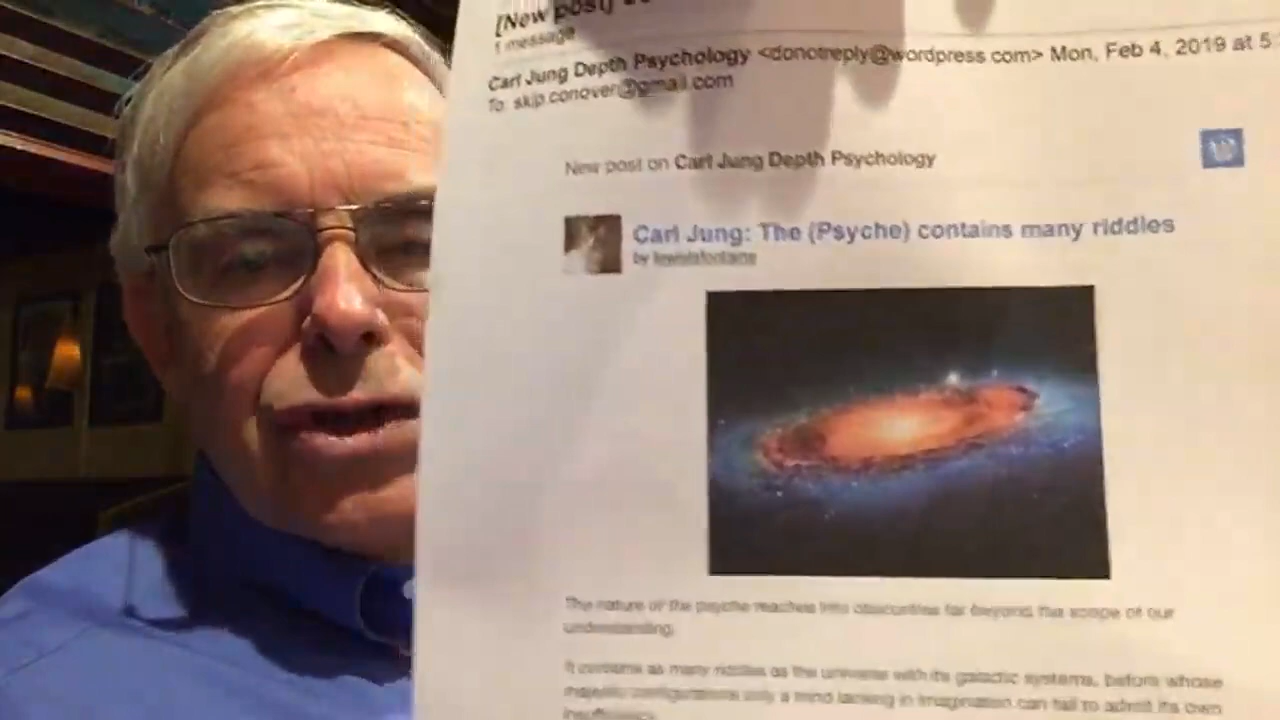 [New post]
1 message
Carl Jung Depth Psychology <donotreply@wordpress.com> Mon, Feb 4, 2019 at 5
To: skip.conover@gmail.com
New post on Carl Jung Depth Psychology
Carl Jung: The (Psyche) contains many riddles
by lewislafontaine
The nature of the psyche reaches into obscurities far beyond the scope of our
understanding.
It contains as many riddles as the universe with its galactic systems, before whose
majestic configurations only a mind lacking in imagination can fail to admit its own